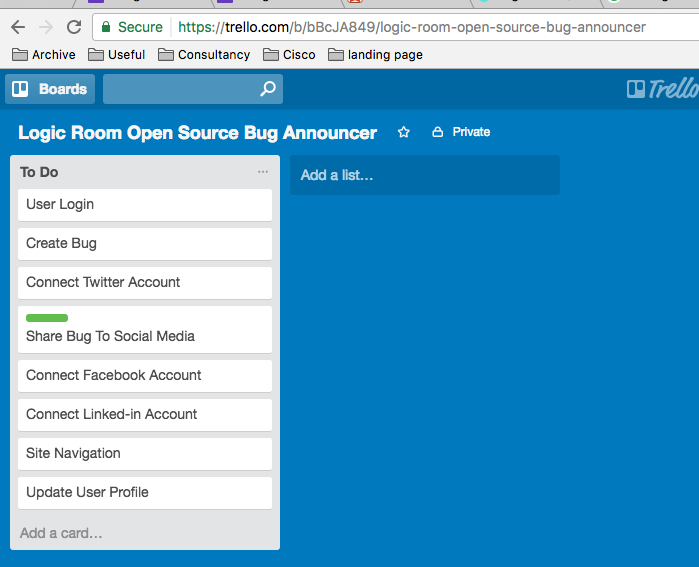 Secure https://trello.com/b/bBcJA849/logic-room-open-source-bug-announcer
Archive Useful Consultancy Cisco landing page
Boards Trello
Logic Room Open Source Bug Announcer Private
To Do ... Add a list...
User Login
Create Bug
Connect Twitter Account
Share Bug To Social Media
Connect Facebook Account
Connect Linked-in Account
Site Navigation
Update User Profile
Add a card...